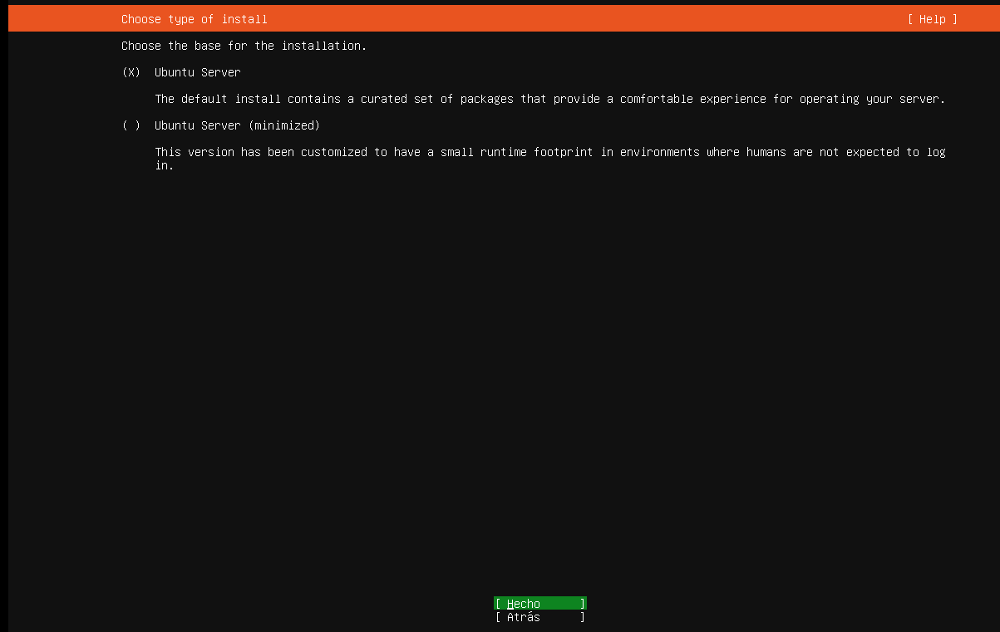 Choose type of install [ Help ]
Choose the base for the installation.
(X) Ubuntu Server
The default install contains a curated set of packages that provide a comfortable experience for operating your server.
( ) Ubuntu Server (minimized)
This version has been customized to have a small runtime footprint in environments where humans are not expected to log
in.
[ Hecho ]
[ Atrás ]